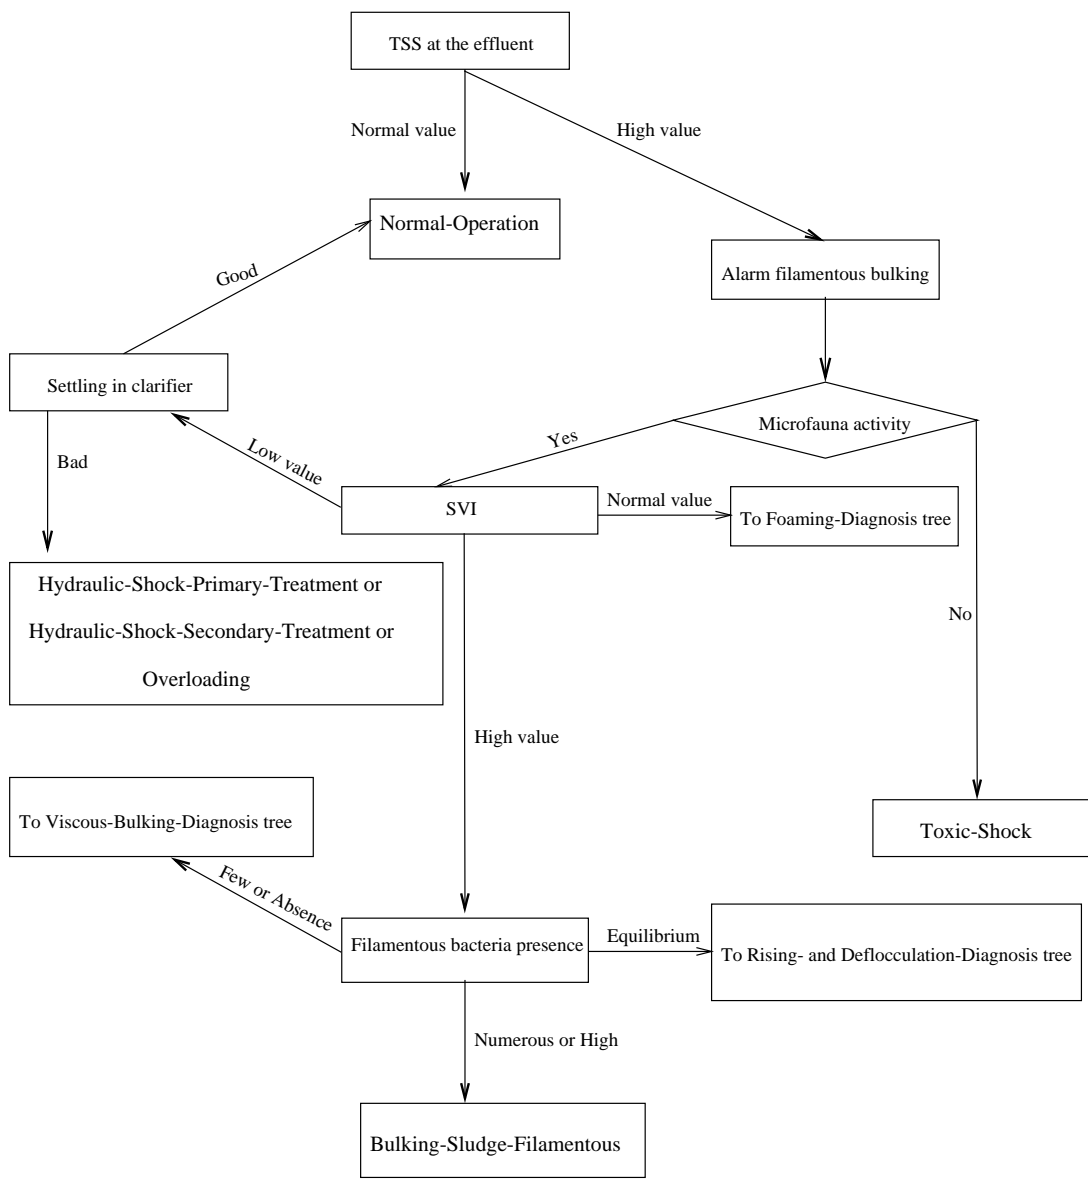 TSS at the effluent
Normal value
High value
Normal-Operation
Good
Alarm filamentous bulking
Settling in clarifier
Microfauna activity
Yes
Low value
Bad
SVI
Normal value
To Foaming-Diagnosis tree
Hydraulic-Shock-Primary-Treatment or
Hydraulic-Shock-Secondary-Treatment or
Overloading
No
High value
To Viscous-Bulking-Diagnosis tree
Toxic-Shock
Few or Absence
Filamentous bacteria presence
Equilibrium
To Rising- and Deflocculation-Diagnosis tree
Numerous or High
Bulking-Sludge-Filamentous